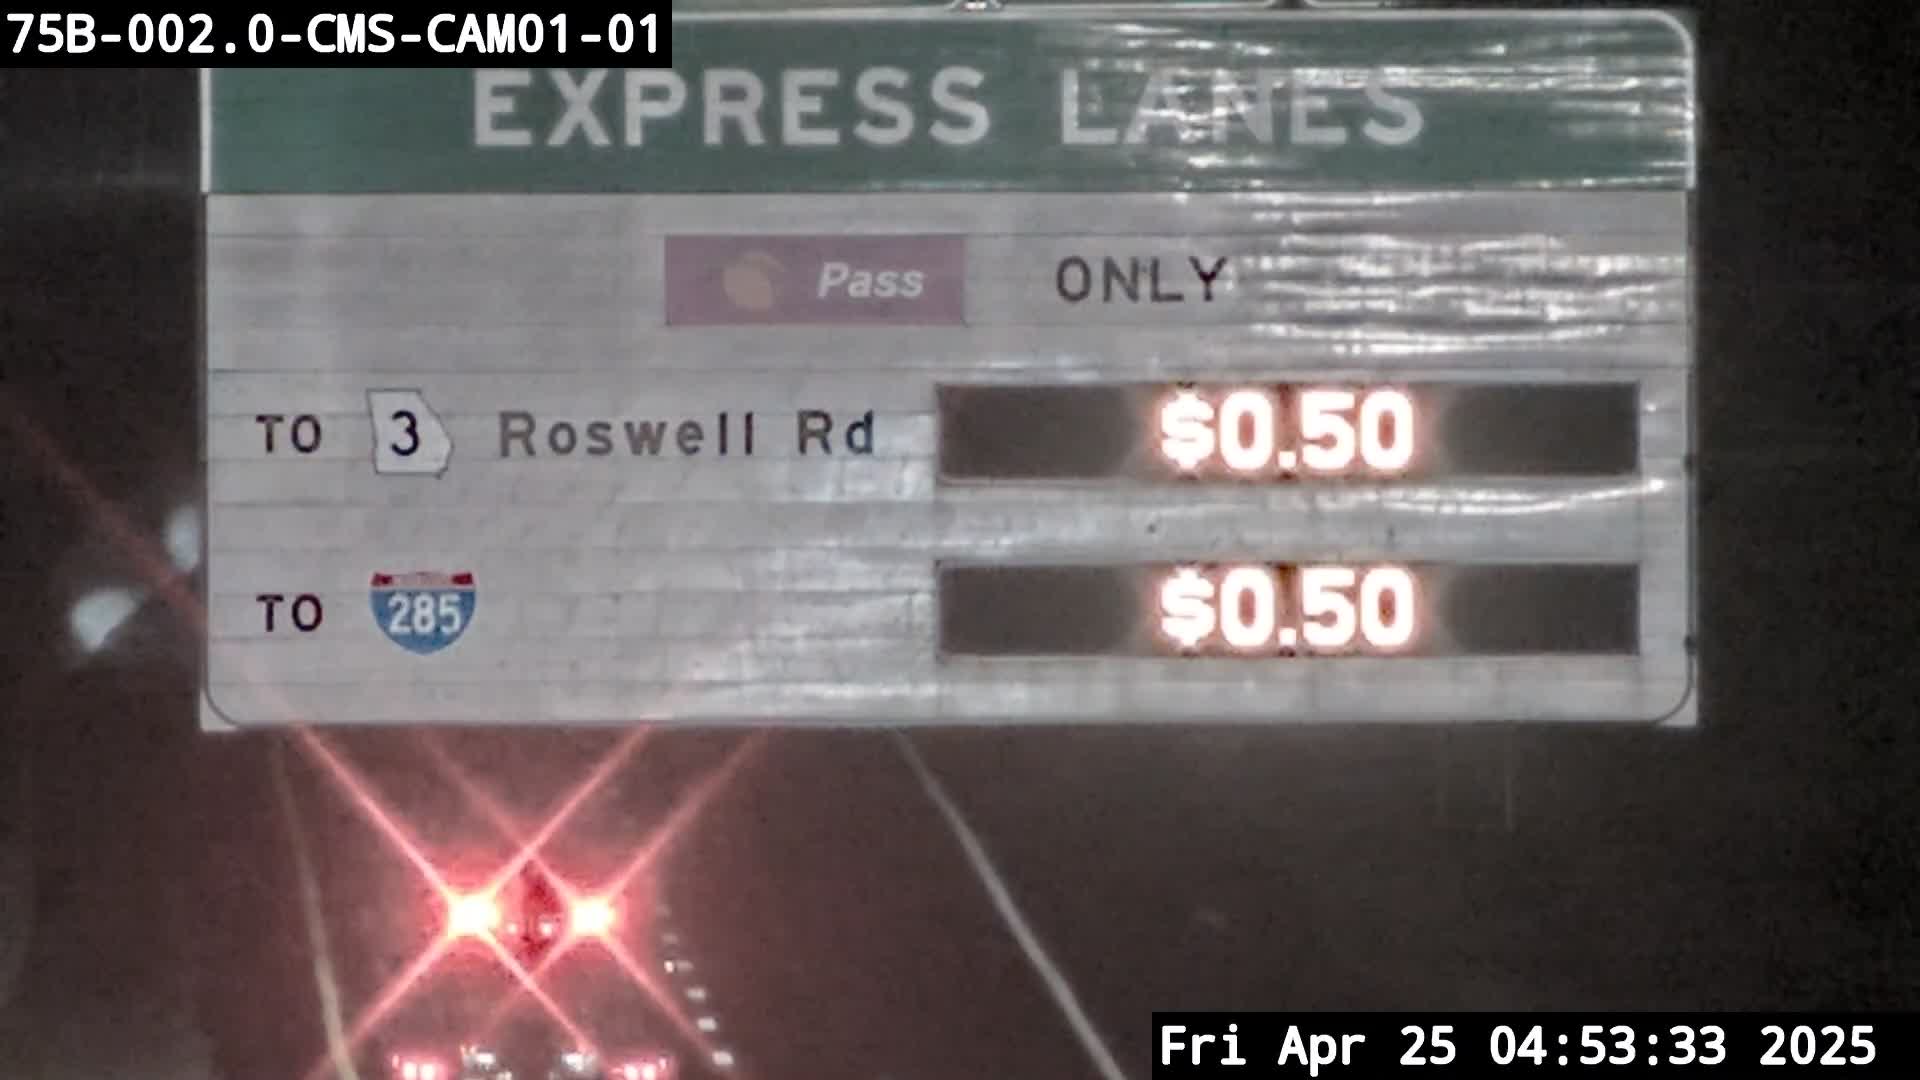 75B-002.0-CMS-CAM01-01
EXPRESS LANES
Pass ONLY
TO 3 Roswell Rd $0.50
TO 285 $0.50
Fri Apr 25 04:53:33 2025